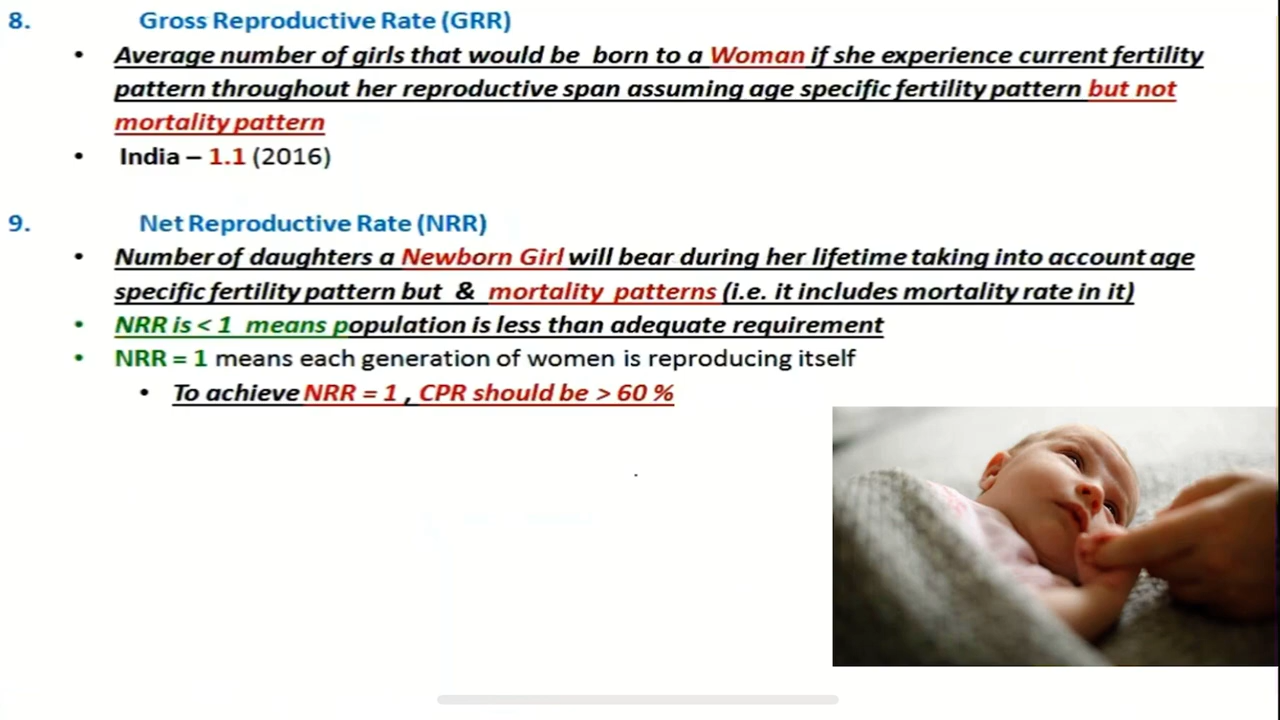 8. Gross Reproductive Rate (GRR)
• Average number of girls that would be born to a Woman if she experience current fertility
pattern throughout her reproductive span assuming age specific fertility pattern but not
mortality pattern
• India – 1.1 (2016)
9. Net Reproductive Rate (NRR)
• Number of daughters a Newborn Girl will bear during her lifetime taking into account age
specific fertility pattern but & mortality patterns (i.e. it includes mortality rate in it)
• NRR is < 1 means population is less than adequate requirement
• NRR = 1 means each generation of women is reproducing itself
• To achieve NRR = 1 , CPR should be > 60 %